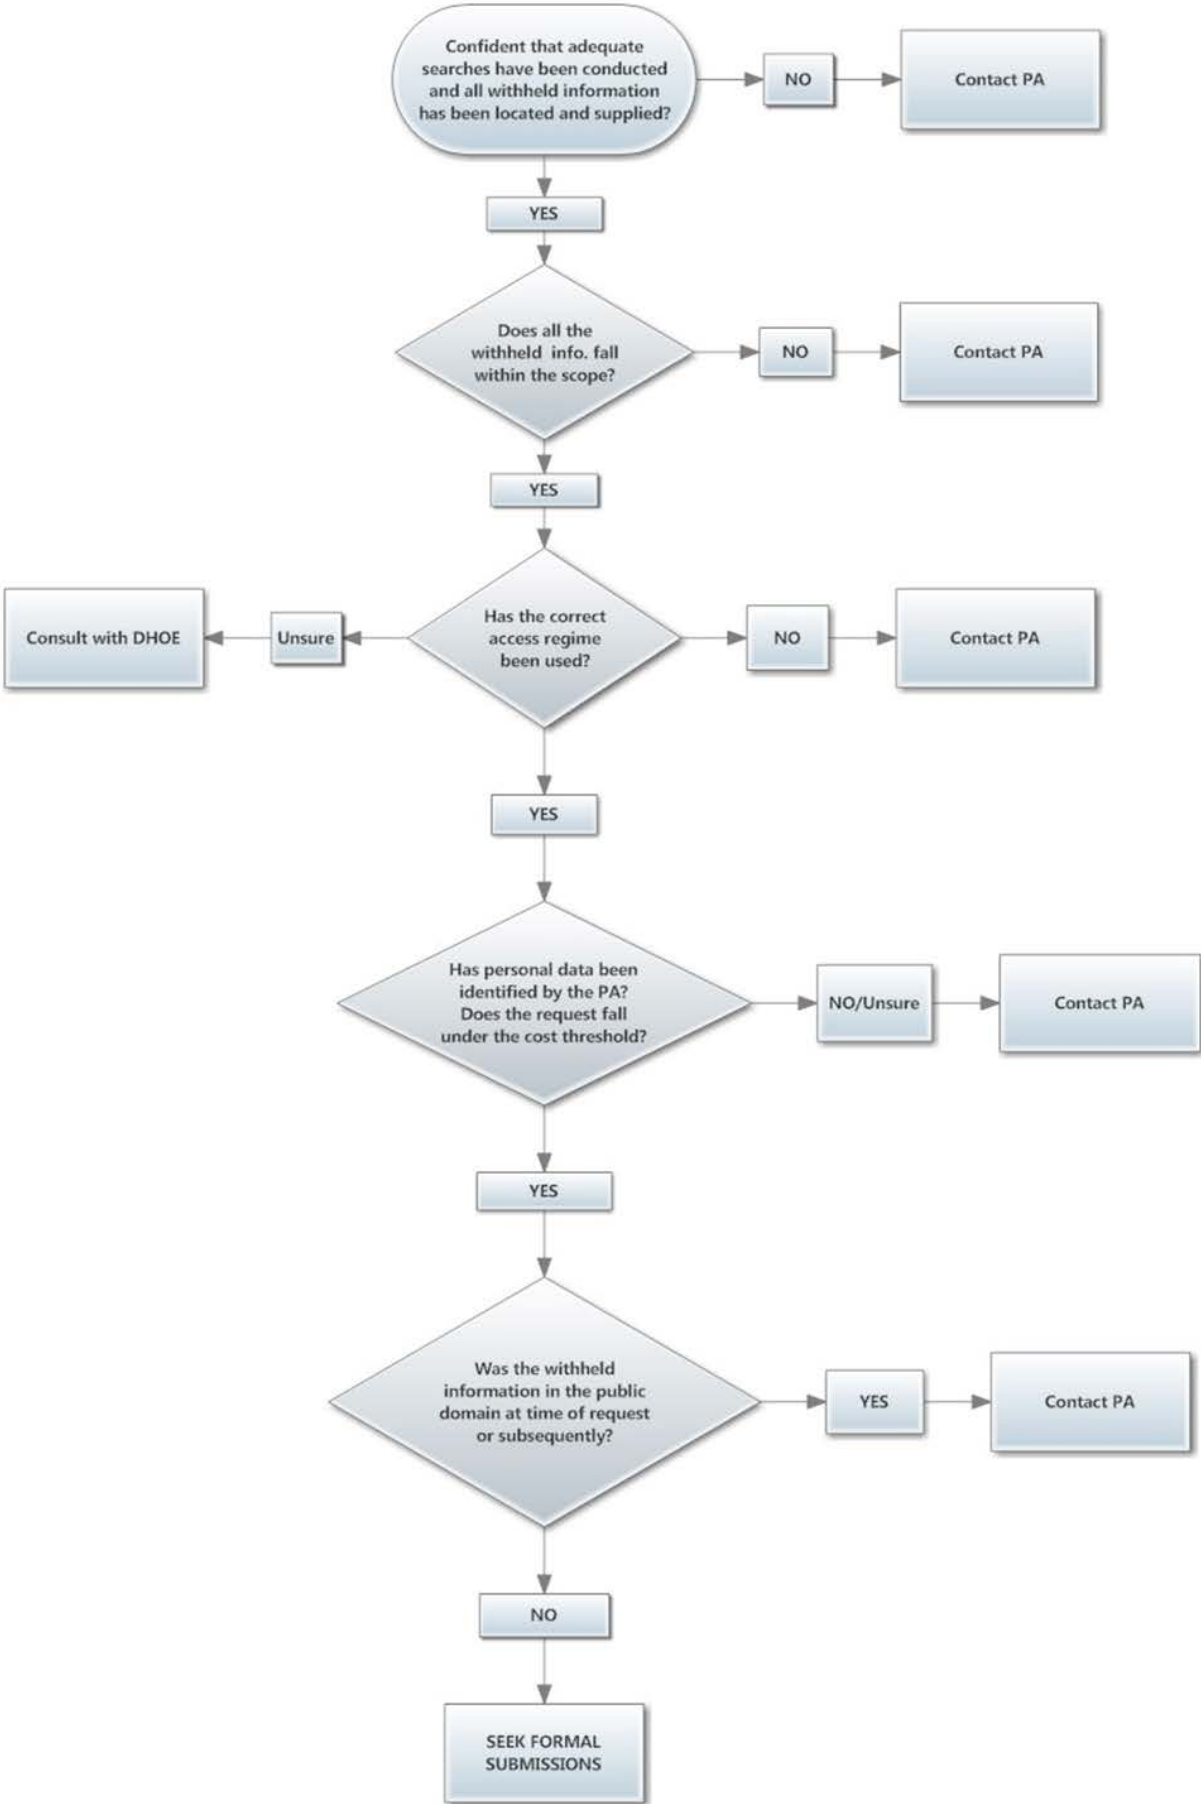 Confident that adequate
searches have been conducted
and all withheld information
has been located and supplied?
NO
Contact PA
YES
Does all the
withheld info. fall
within the scope?
NO
Contact PA
YES
Has the correct
access regime
been used?
Unsure
Consult with DHOE
NO
Contact PA
YES
Has personal data been
identified by the PA?
Does the request fall
under the cost threshold?
NO/Unsure
Contact PA
YES
Was the withheld
information in the public
domain at time of request
or subsequently?
YES
Contact PA
NO
SEEK FORMAL
SUBMISSIONS